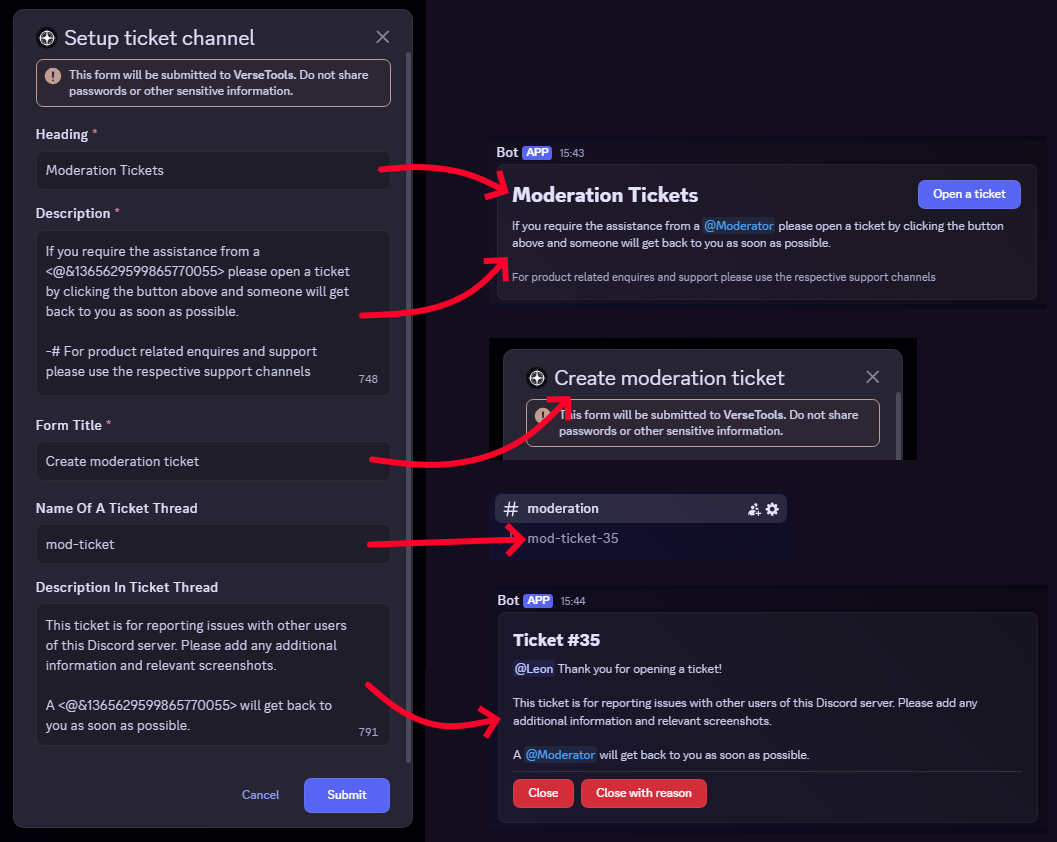 Setup ticket channel
This form will be submitted to VerseTools. Do not share
passwords or other sensitive information.
Heading *
Moderation Tickets
Description *
If you require the assistance from a
<@&1365629599865770055> please open a ticket
by clicking the button above and someone will get
back to you as soon as possible.
-# For product related enquires and support
please use the respective support channels
748
Form Title *
Create moderation ticket
Name Of A Ticket Thread
mod-ticket
Description In Ticket Thread
This ticket is for reporting issues with other users
of this Discord server. Please add any additional
information and relevant screenshots.
A <@&1365629599865770055> will get back to
you as soon as possible.
791
Cancel
Submit
Bot APP 15:43
Moderation Tickets
Open a ticket
If you require the assistance from a @Moderator please open a ticket by clicking the button
above and someone will get back to you as soon as possible.
For product related enquires and support please use the respective support channels
Create moderation ticket
This form will be submitted to VerseTools. Do not share
passwords or other sensitive information.
# moderation
mod-ticket-35
Bot APP 15:44
Ticket #35
@Leon Thank you for opening a ticket!
This ticket is for reporting issues with other users of this Discord server. Please add any
additional information and relevant screenshots.
A @Moderator will get back to you as soon as possible.
Close
Close with reason